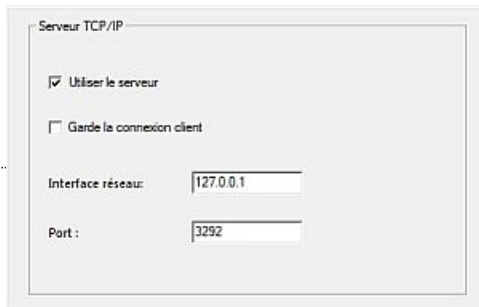 Serveur TCP/IP
Utiliser le serveur
Garde la connexion client
Interface réseau: 127.0.0.1
Port : 3292